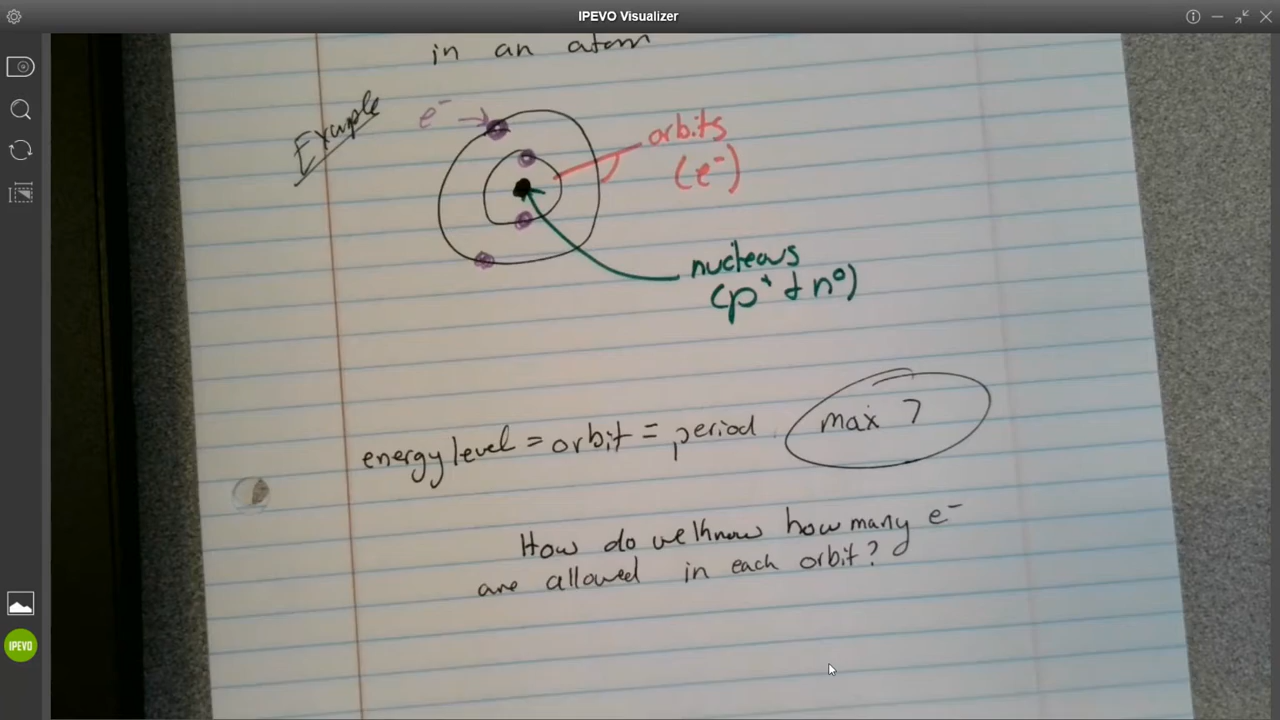 IPEVO Visualizer
in an atom
Example
e⁻
orbits
(e⁻)
nucleus
(p⁺ + n⁰)
energy level = orbit = period
max 7
How do we know how many e⁻
are allowed in each orbit?
IPEVO